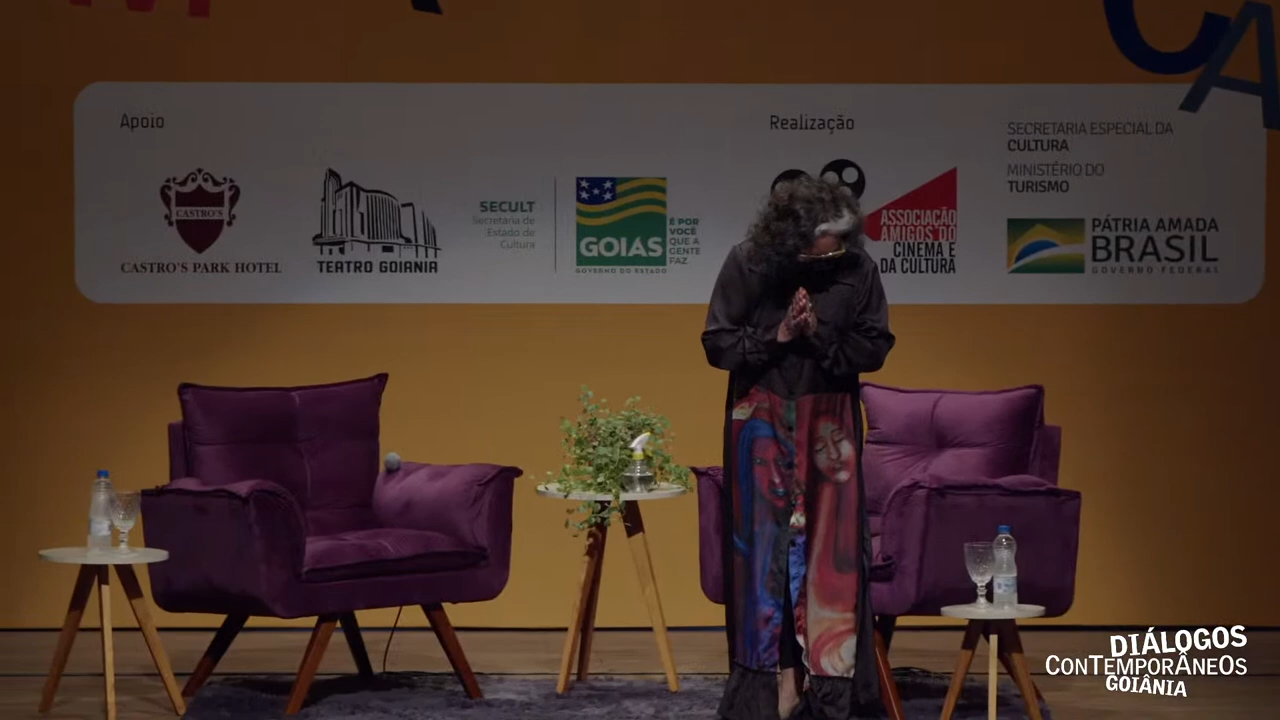 CA
Apoio
Realização
CASTRO'S
CASTRO'S PARK HOTEL
TEATRO GOIANIA
SECULT
Secretaria de
Estado de
Cultura
GOIÁS
GOVERNO DO ESTADO
É POR
VOCÊ
QUE A
GENTE
FAZ.
ASSOCIAÇÃO
AMIGOS DO
CINEMA E
DA CULTURA
SECRETARIA ESPECIAL DA
CULTURA
MINISTÉRIO DO
TURISMO
PÁTRIA AMADA
BRASIL
GOVERNO FEDERAL
DIÁLOGOS
CONTEMPORÂNEOS
GOIÂNIA